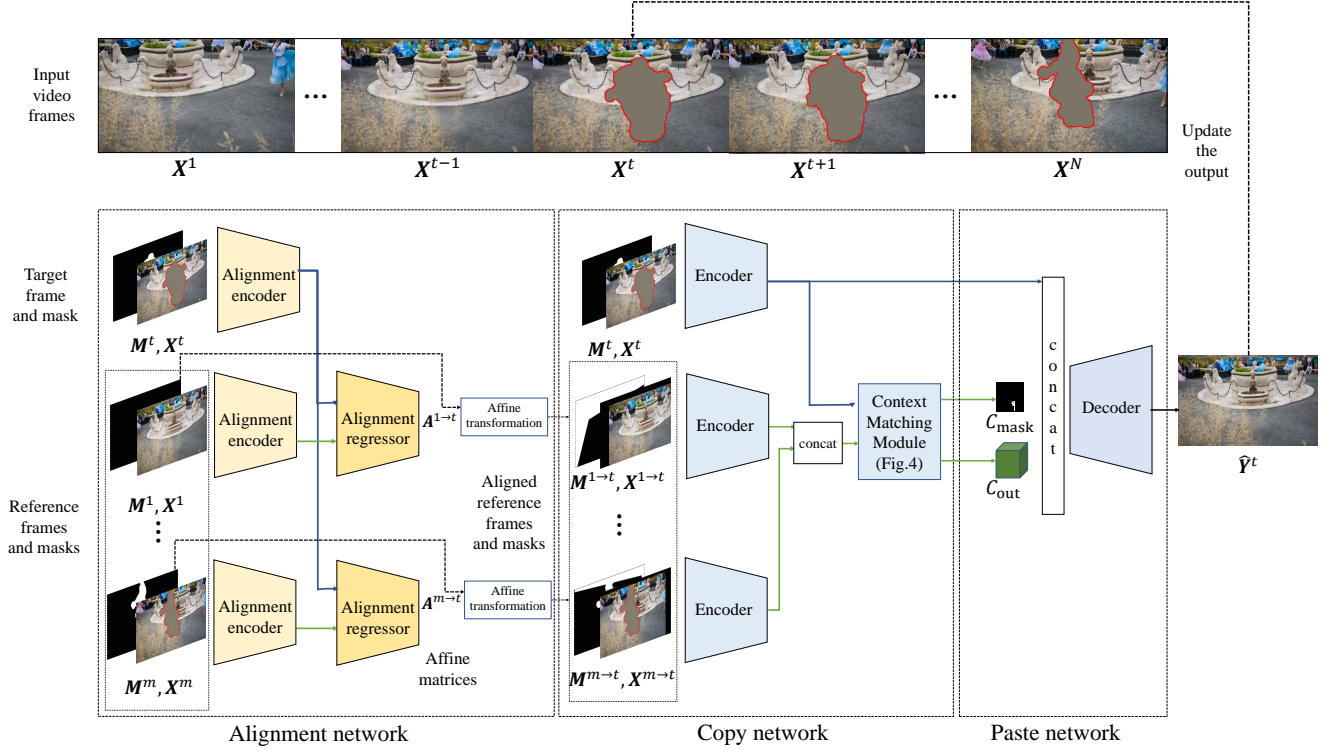 Input
video
frames
...
...
X^1
X^{t−1}
X^t
X^{t+1}
X^N
Update
the
output
Target
frame
and mask
M^t, X^t
Alignment
encoder
Reference
frames
and masks
M^1, X^1
Alignment
encoder
Alignment
regressor
A^{1→t}
Affine
transformation
⋮
M^m, X^m
Alignment
encoder
Alignment
regressor
A^{m→t}
Affine
transformation
Affine
matrices
Aligned
reference
frames
and masks
Alignment network
M^t, X^t
Encoder
M^{1→t}, X^{1→t}
Encoder
⋮
M^{m→t}, X^{m→t}
Encoder
concat
Context
Matching
Module
(Fig.4)
Copy network
C_mask
C_out
concat
Decoder
Ŷ^t
Paste network